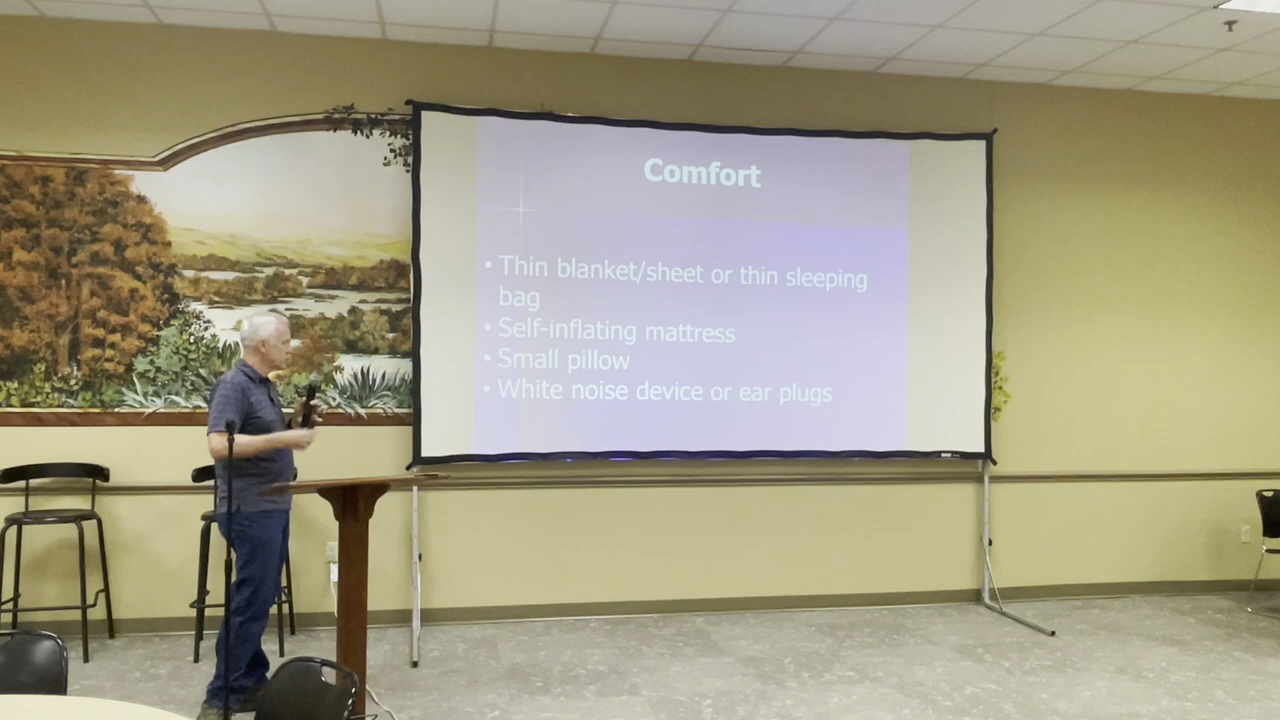 Comfort
• Thin blanket/sheet or thin sleeping
bag
• Self-inflating mattress
• Small pillow
• White noise device or ear plugs